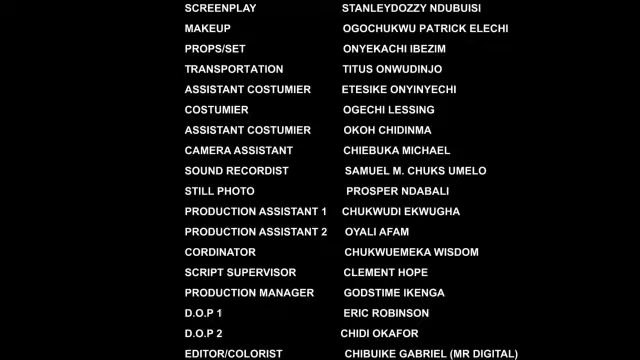 SCREENPLAY STANLEYDOZZY NDUBUISI
MAKEUP OGOCHUKWU PATRICK ELECHI
PROPS/SET ONYEKACHI IBEZIM
TRANSPORTATION TITUS ONWUDINJO
ASSISTANT COSTUMIER ETESIKE ONYINYECHI
COSTUMIER OGECHI LESSING
ASSISTANT COSTUMIER OKOH CHIDINMA
CAMERA ASSISTANT CHIEBUKA MICHAEL
SOUND RECORDIST SAMUEL M. CHUKS UMELO
STILL PHOTO PROSPER NDABALI
PRODUCTION ASSISTANT 1 CHUKWUDI EKWUGHA
PRODUCTION ASSISTANT 2 OYALI AFAM
CORDINATOR CHUKWUEMEKA WISDOM
SCRIPT SUPERVISOR CLEMENT HOPE
PRODUCTION MANAGER GODSTIME IKENGA
D.O.P 1 ERIC ROBINSON
D.O.P 2 CHIDI OKAFOR
EDITOR/COLORIST CHIBUIKE GABRIEL (MR DIGITAL)